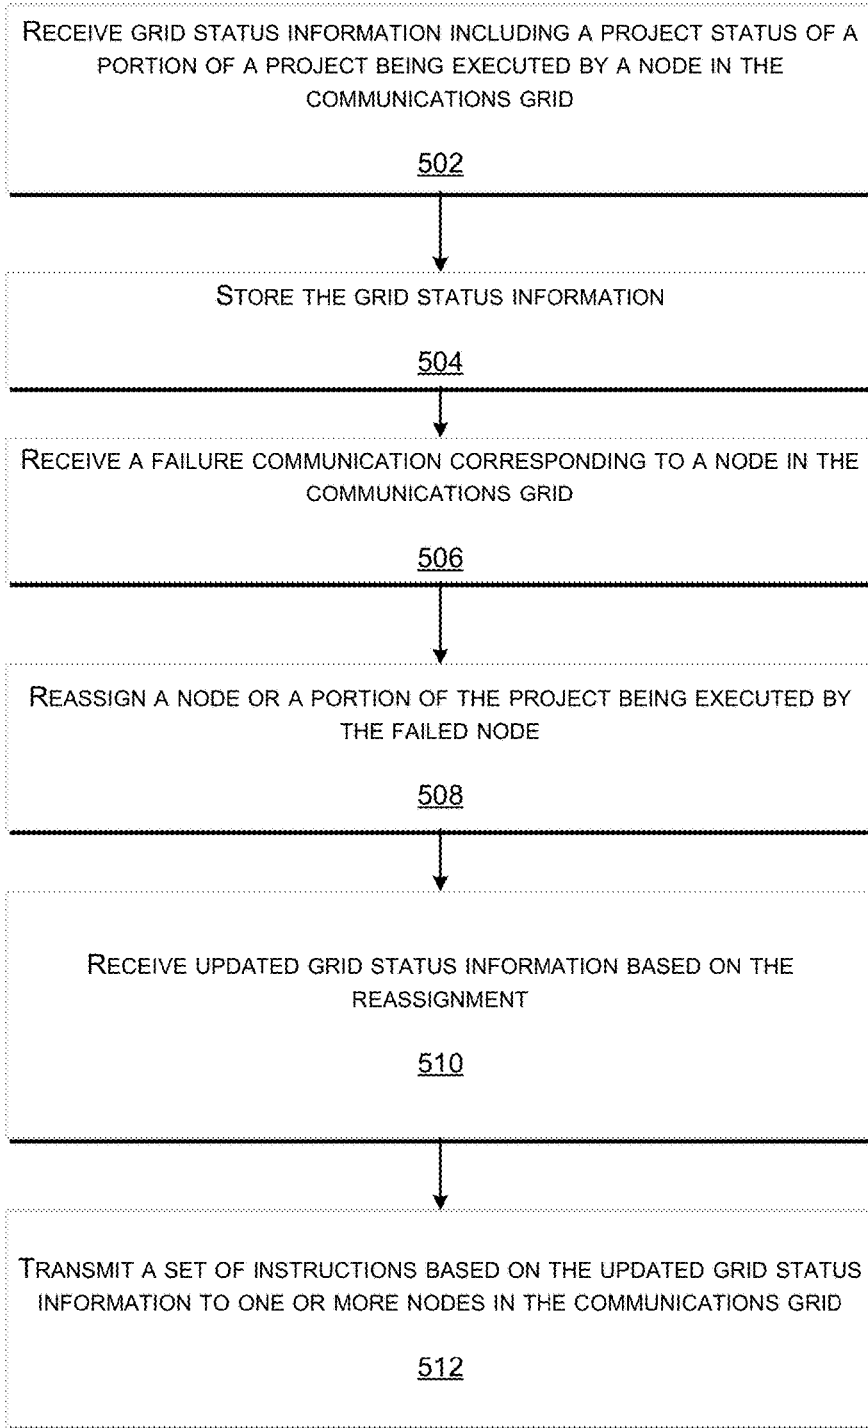 RECEIVE GRID STATUS INFORMATION INCLUDING A PROJECT STATUS OF A
PORTION OF A PROJECT BEING EXECUTED BY A NODE IN THE
COMMUNICATIONS GRID
502
STORE THE GRID STATUS INFORMATION
504
RECEIVE A FAILURE COMMUNICATION CORRESPONDING TO A NODE IN THE
COMMUNICATIONS GRID
506
REASSIGN A NODE OR A PORTION OF THE PROJECT BEING EXECUTED BY
THE FAILED NODE
508
RECEIVE UPDATED GRID STATUS INFORMATION BASED ON THE
REASSIGNMENT
510
TRANSMIT A SET OF INSTRUCTIONS BASED ON THE UPDATED GRID STATUS
INFORMATION TO ONE OR MORE NODES IN THE COMMUNICATIONS GRID
512